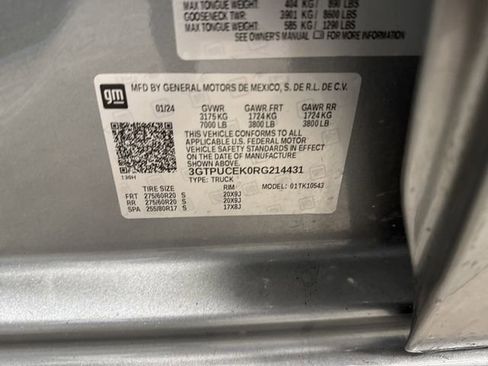 MAX TONGUE WEIGHT: 404 KG / 890 LBS
GOOSENECK TWR: 3901 KG / 8600 LBS
MAX TONGUE WEIGHT: 585 KG / 1290 LBS
SEE OWNER'S MANUAL
gm
MFD BY GENERAL MOTORS DE MEXICO, S. DE R.L. DE C.V.
01/24 GVWR GAWR FRT GAWR RR
3175 KG 1724 KG 1724 KG
7000 LB 3800 LB 3800 LB
THIS VEHICLE CONFORMS TO ALL
APPLICABLE U.S. FEDERAL MOTOR
VEHICLE SAFETY AND THEFT PREVENTION
STANDARDS IN EFFECT ON THE DATE OF
MANUFACTURE SHOWN ABOVE.
3GTPUCEK0RG214431
TYPE: TRUCK
MODEL: 01TK10543
TIRE SIZE RIM
FRT 275/60R20 S 20X9J
RR 275/60R20 S 20X9J
SPA 255/80R17 S 17X8J